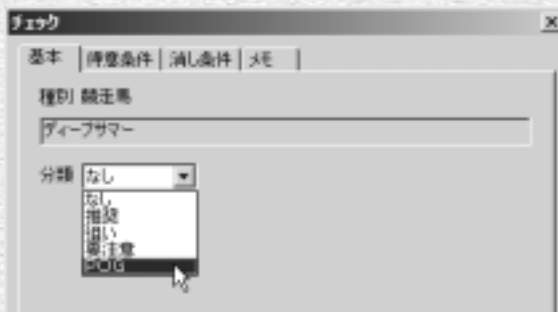 チェック
基本 得意条件 消し条件 メモ
種別 競走馬
ディープサマー
分類 なし
なし
推奨
狙い
要注意
POG